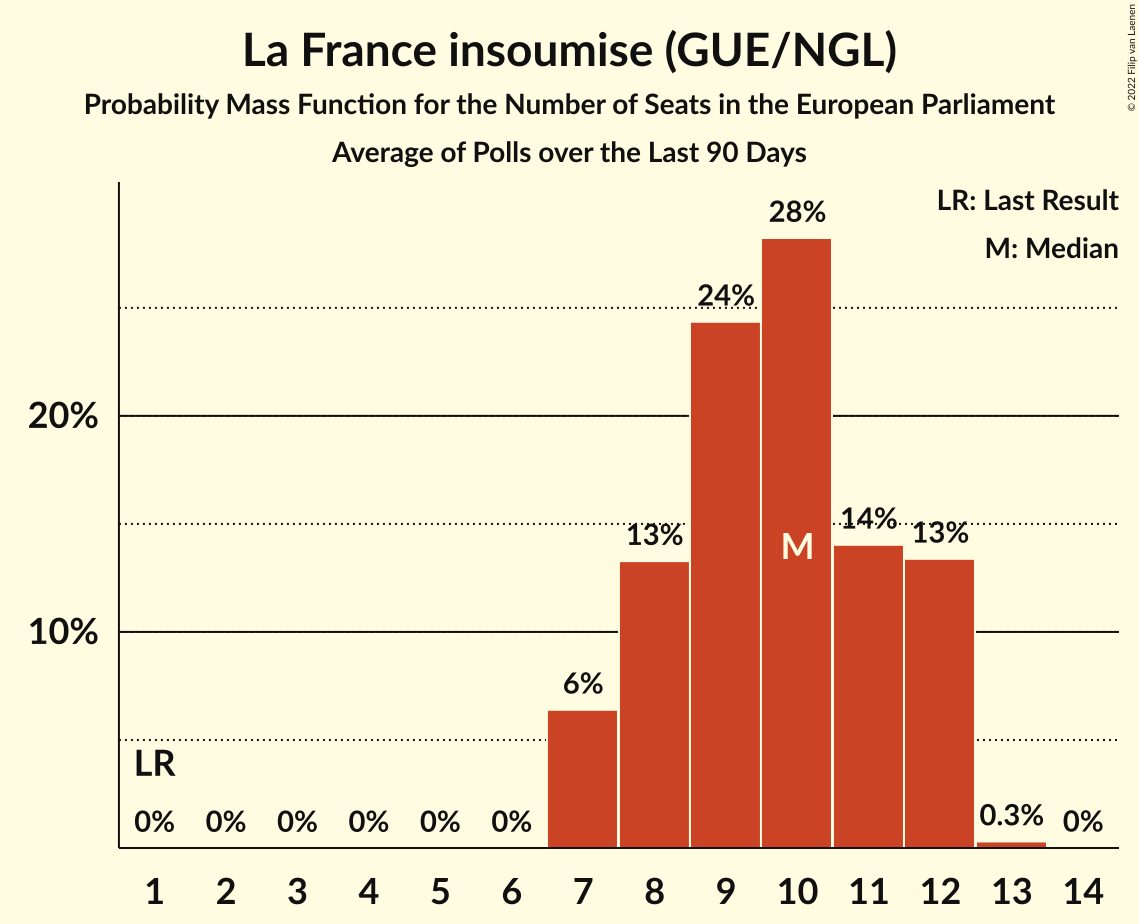 La France insoumise (GUE/NGL)
Probability Mass Function for the Number of Seats in the European Parliament
Average of Polls over the Last 90 Days
© 2022 Filip van Laenen
LR: Last Result
M: Median
28%
24%
20%
14%
13%
13%
M
10%
6%
LR
0% 0% 0% 0% 0% 0% 0.3% 0%
1 2 3 4 5 6 7 8 9 10 11 12 13 14